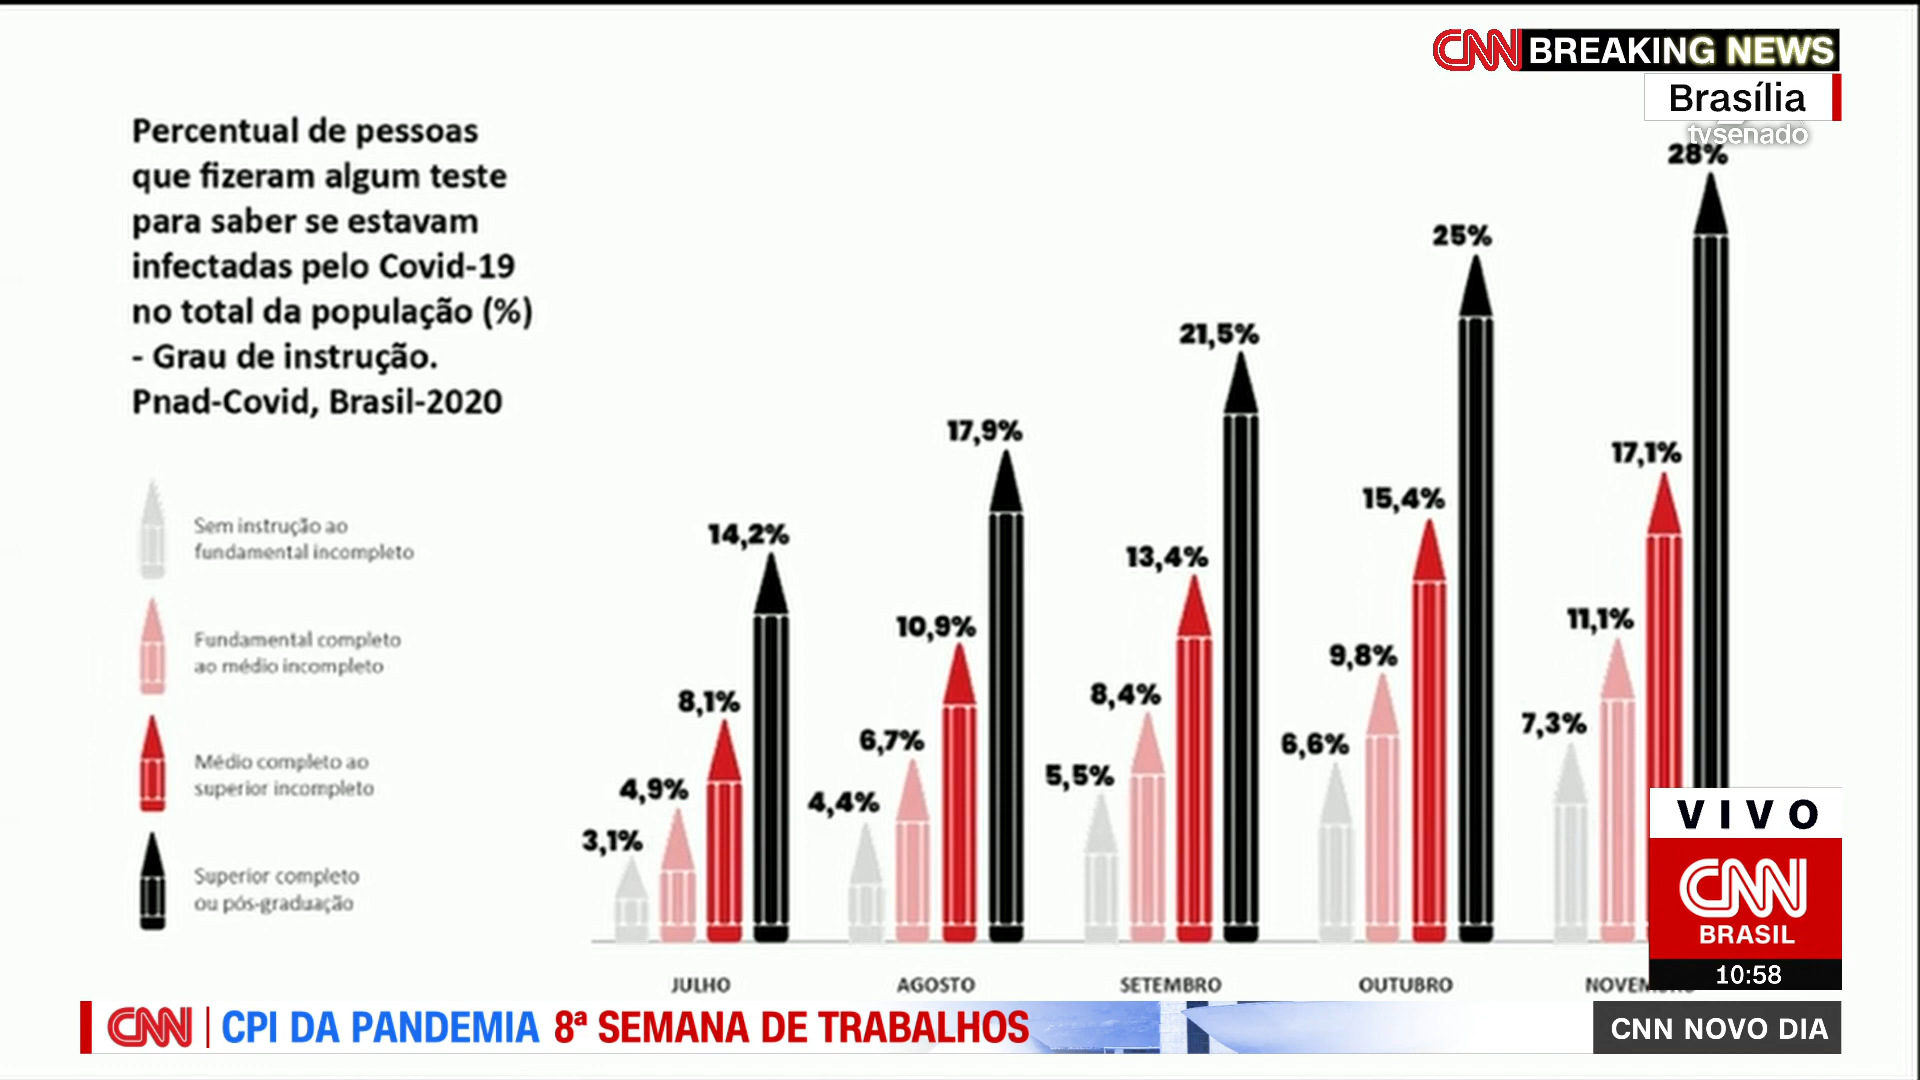 CNN BREAKING NEWS
Brasília
tvsenado
Percentual de pessoas
que fizeram algum teste
para saber se estavam
infectadas pelo Covid-19
no total da população (%)
- Grau de instrução.
Pnad-Covid, Brasil-2020
Sem instrução ao
fundamental incompleto
Fundamental completo
ao médio incompleto
Médio completo ao
superior incompleto
Superior completo
ou pós-graduação
3,1%
4,9%
8,1%
14,2%
4,4%
6,7%
10,9%
17,9%
5,5%
8,4%
13,4%
21,5%
6,6%
9,8%
15,4%
25%
7,3%
11,1%
17,1%
28%
JULHO
AGOSTO
SETEMBRO
OUTUBRO
NOVEMBRO
VIVO
CNN
BRASIL
10:58
CNN CPI DA PANDEMIA 8ª SEMANA DE TRABALHOS
CNN NOVO DIA